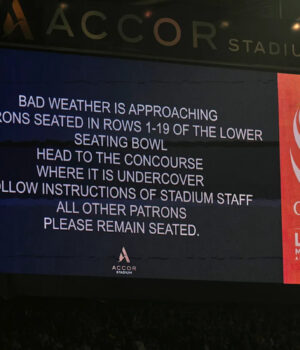 ACCOR STADIUM
BAD WEATHER IS APPROACHING
RONS SEATED IN ROWS 1-19 OF THE LOWER
SEATING BOWL
HEAD TO THE CONCOURSE
WHERE IT IS UNDERCOVER
OLLOW INSTRUCTIONS OF STADIUM STAFF
ALL OTHER PATRONS
PLEASE REMAIN SEATED.
ACCOR
STADIUM